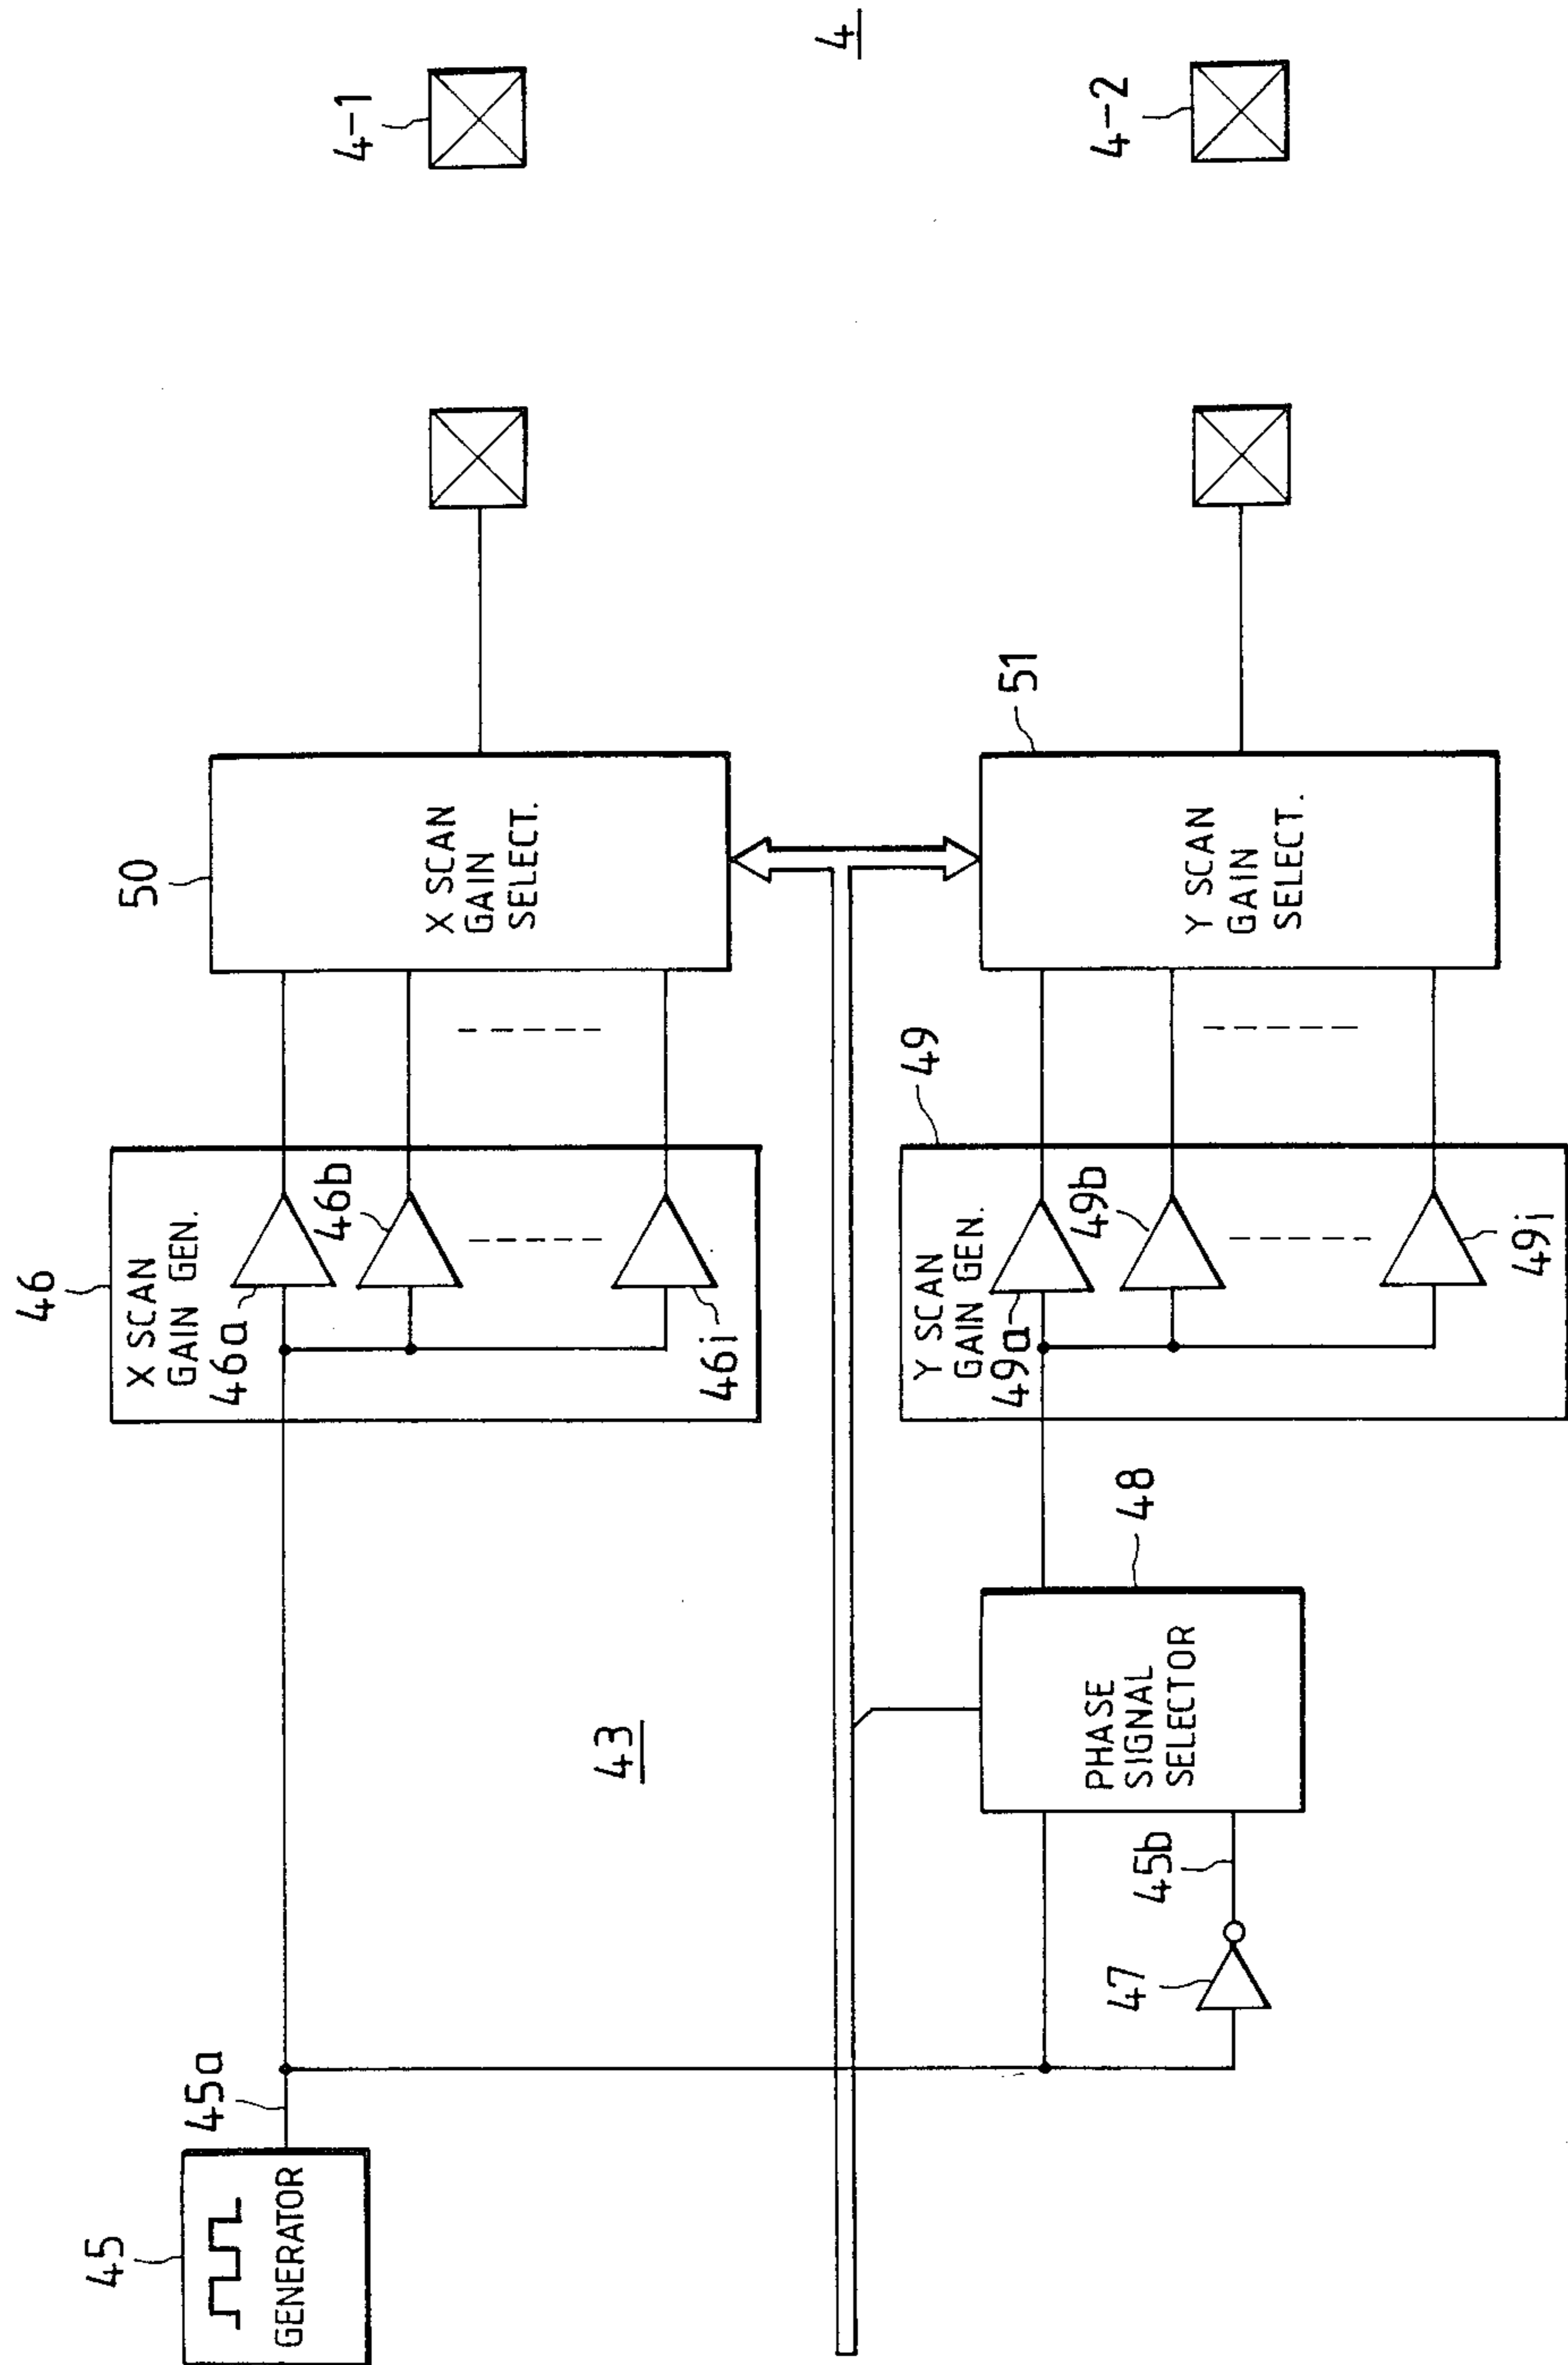 45
GENERATOR
45a
43
46
X SCAN
GAIN GEN.
46a
46b
46i
50
X SCAN
GAIN
SELECT.
4-1
4
47
45b
PHASE
SIGNAL
SELECTOR
48
49
Y SCAN
GAIN GEN.
49a
49b
49i
51
Y SCAN
GAIN
SELECT.
4-2